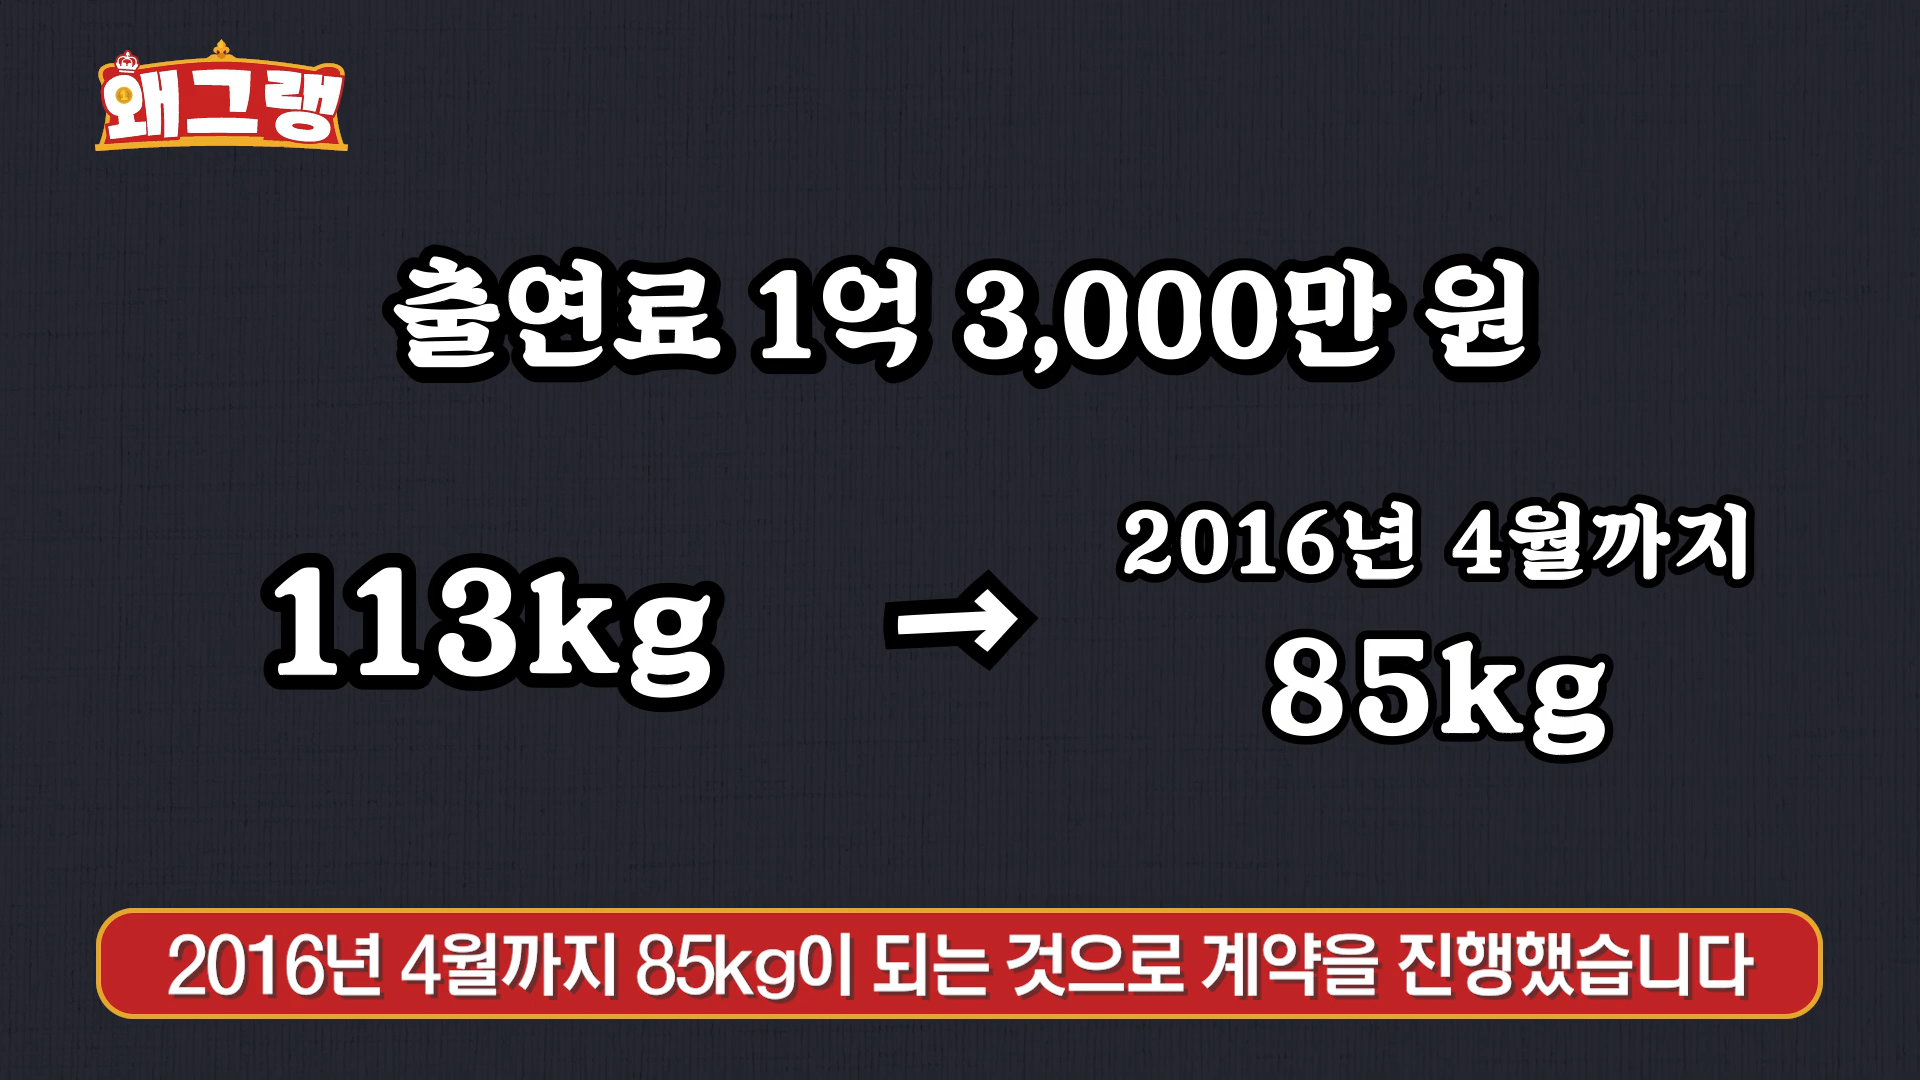 왜그랭
출연료 1억 3,000만 원
113kg
→
2016년 4월까지
85kg
2016년 4월까지 85kg이 되는 것으로 계약을 진행했습니다